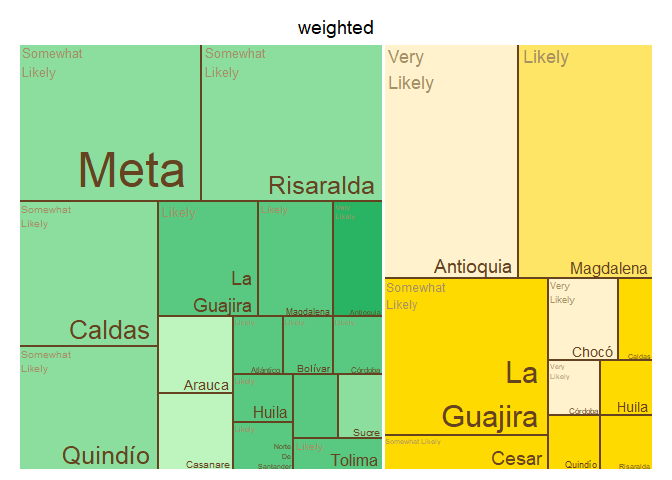 weighted
Somewhat
Likely
Meta
Somewhat
Likely
Risaralda
Somewhat
Likely
Caldas
Somewhat
Likely
Quindío
Likely
La
Guajira
Likely
Magdalena
Very
Likely
Antioquia
Arauca
Casanare
Likely
Atlántico
Likely
Bolívar
Likely
Córdoba
Likely
Huila
Likely
Norte
De
Santander
Sucre
Likely
Tolima
Very
Likely
Antioquia
Likely
Magdalena
Somewhat
Likely
La
Guajira
Somewhat Likely
Cesar
Very
Likely
Chocó
Caldas
Very
Likely
Córdoba
Huila
Quindío
Risaralda